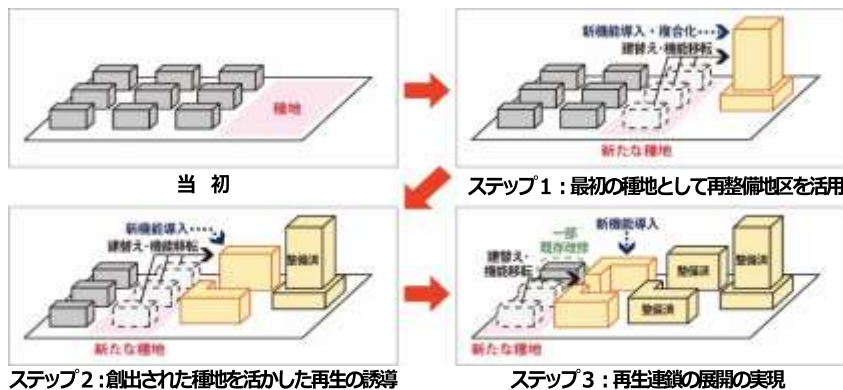 種地
当 初
新機能導入・複合化
建替え・機能移転
新たな種地
ステップ1：最初の種地として再整備地区を活用
新機能導入
建替え・機能移転
整備済
新たな種地
ステップ2：創出された種地を活かした再生の誘導
一部
既存改修
新機能導入
建替え・
機能移転
整備済
整備済
整備済
新たな種地
ステップ3：再生連鎖の展開の実現